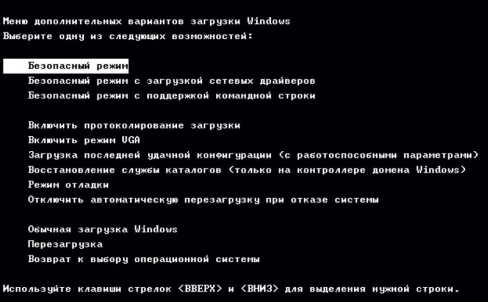 Меню дополнительных вариантов загрузки Windows
Выберите одну из следующих возможностей:
Безопасный режим
Безопасный режим с загрузкой сетевых драйверов
Безопасный режим с поддержкой командной строки
Включить протоколирование загрузки
Включить режим VGA
Загрузка последней удачной конфигурации (с работоспособными параметрами)
Восстановление службы каталогов (только на контроллере домена Windows)
Режим отладки
Отключить автоматическую перезагрузку при отказе системы
Обычная загрузка Windows
Перезагрузка
Возврат к выбору операционной системы
Используйте клавиши стрелок <ВВЕРХ> и <ВНИЗ> для выделения нужной строки.